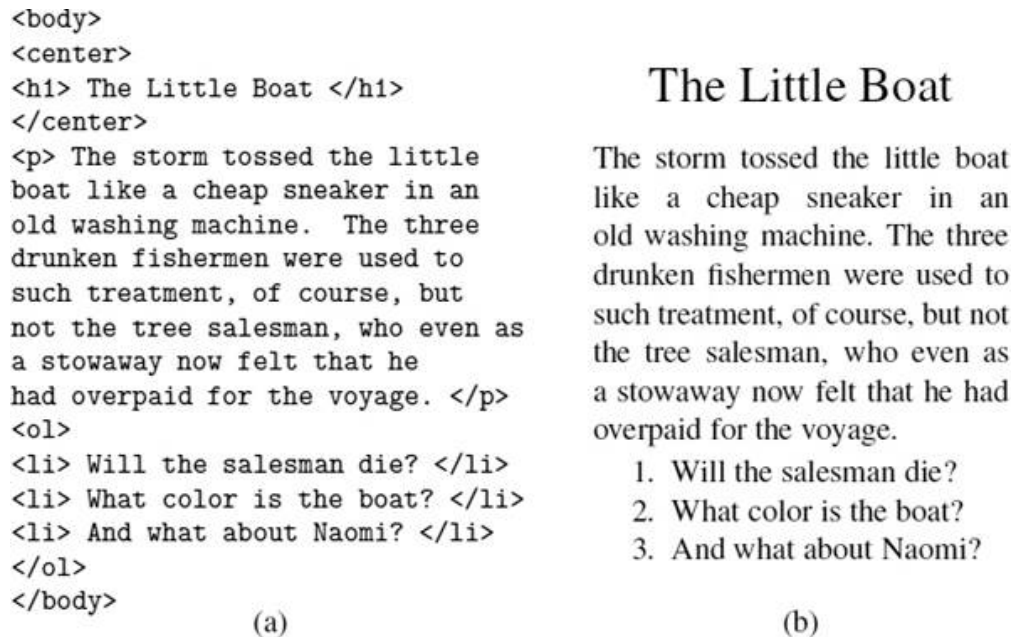 <body>
<center>
<h1> The Little Boat </h1>
</center>
<p> The storm tossed the little
boat like a cheap sneaker in an
old washing machine.  The three
drunken fishermen were used to
such treatment, of course, but
not the tree salesman, who even as
a stowaway now felt that he
had overpaid for the voyage. </p>
<ol>
<li> Will the salesman die? </li>
<li> What color is the boat? </li>
<li> And what about Naomi? </li>
</ol>
</body>
(a)
The Little Boat
The storm tossed the little boat
like a cheap sneaker in an
old washing machine. The three
drunken fishermen were used to
such treatment, of course, but not
the tree salesman, who even as
a stowaway now felt that he had
overpaid for the voyage.
1. Will the salesman die?
2. What color is the boat?
3. And what about Naomi?
(b)